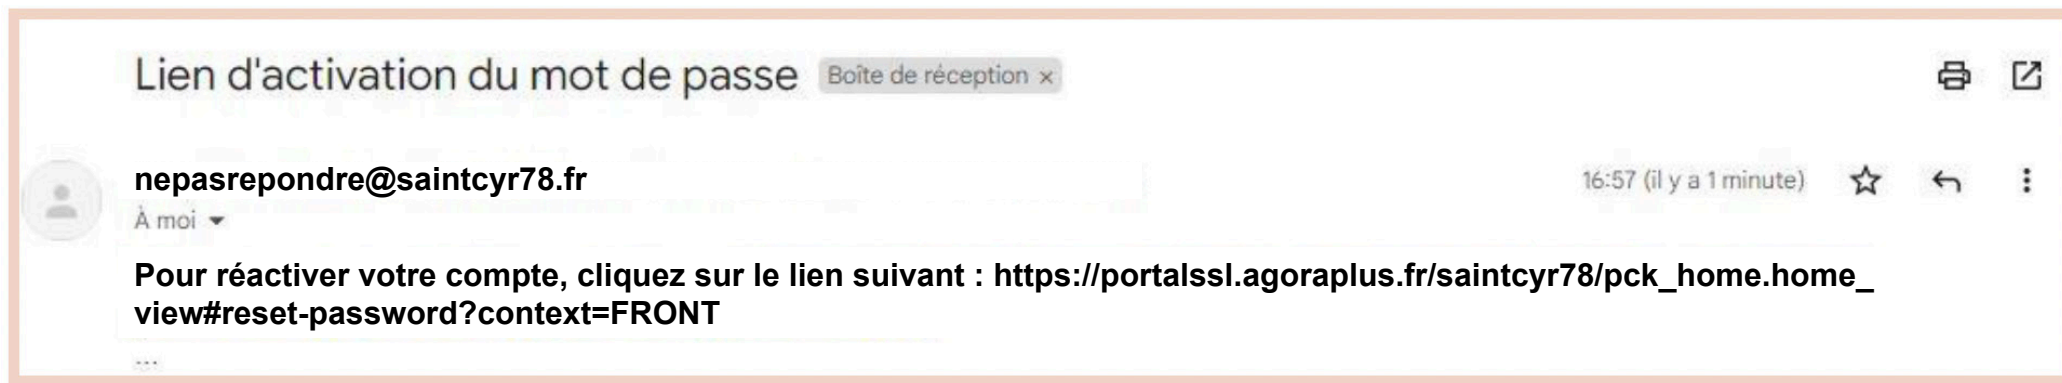 Lien d'activation du mot de passe Boîte de réception ×
nepasrepondre@saintcyr78.fr 16:57 (il y a 1 minute)
À moi
Pour réactiver votre compte, cliquez sur le lien suivant : https://portalssl.agoraplus.fr/saintcyr78/pck_home.home_
view#reset-password?context=FRONT
...